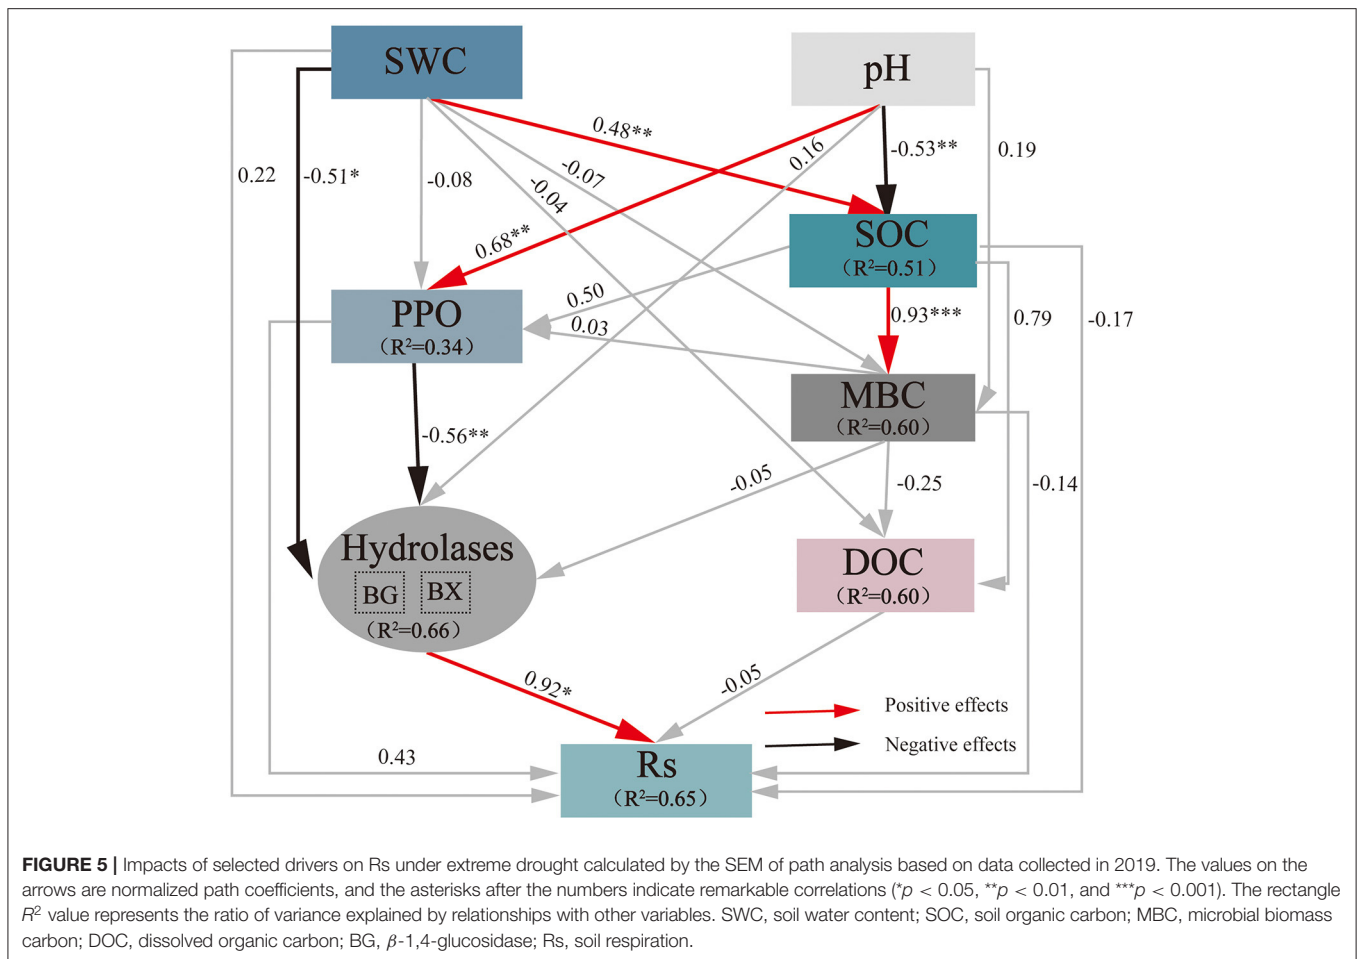 SWC
pH
0.48**
0.16
-0.53**
0.19
0.22
-0.51*
-0.08
-0.04
-0.07
0.68**
SOC
(R²=0.51)
0.50
0.03
0.93***
0.79
-0.17
PPO
(R²=0.34)
MBC
(R²=0.60)
-0.56**
-0.05
-0.25
-0.14
Hydrolases
BG BX
(R²=0.66)
DOC
(R²=0.60)
0.92*
-0.05
Positive effects
Negative effects
0.43
Rs
(R²=0.65)
FIGURE 5 | Impacts of selected drivers on Rs under extreme drought calculated by the SEM of path analysis based on data collected in 2019. The values on the
arrows are normalized path coefficients, and the asterisks after the numbers indicate remarkable correlations (*p < 0.05, **p < 0.01, and ***p < 0.001). The rectangle
R² value represents the ratio of variance explained by relationships with other variables. SWC, soil water content; SOC, soil organic carbon; MBC, microbial biomass
carbon; DOC, dissolved organic carbon; BG, β-1,4-glucosidase; Rs, soil respiration.